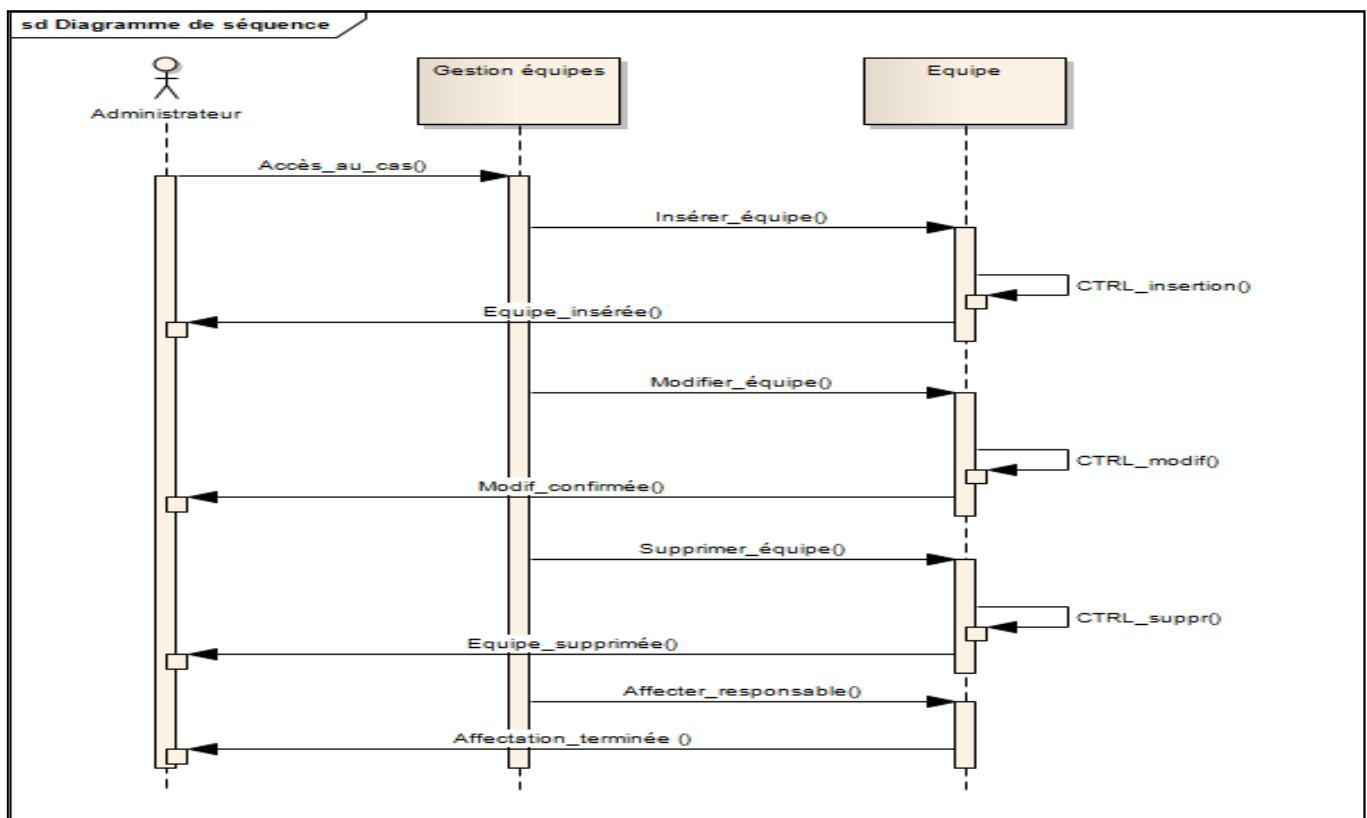 sd Diagramme de séquence
Administrateur
Gestion équipes
Equipe
Accès_au_cas()
Insérer_équipe()
CTRL_insertion()
Equipe_insérée()
Modifier_équipe()
CTRL_modif()
Modif_confirmée()
Supprimer_équipe()
CTRL_suppr()
Equipe_supprimée()
Affecter_responsable()
Affectation_terminée ()